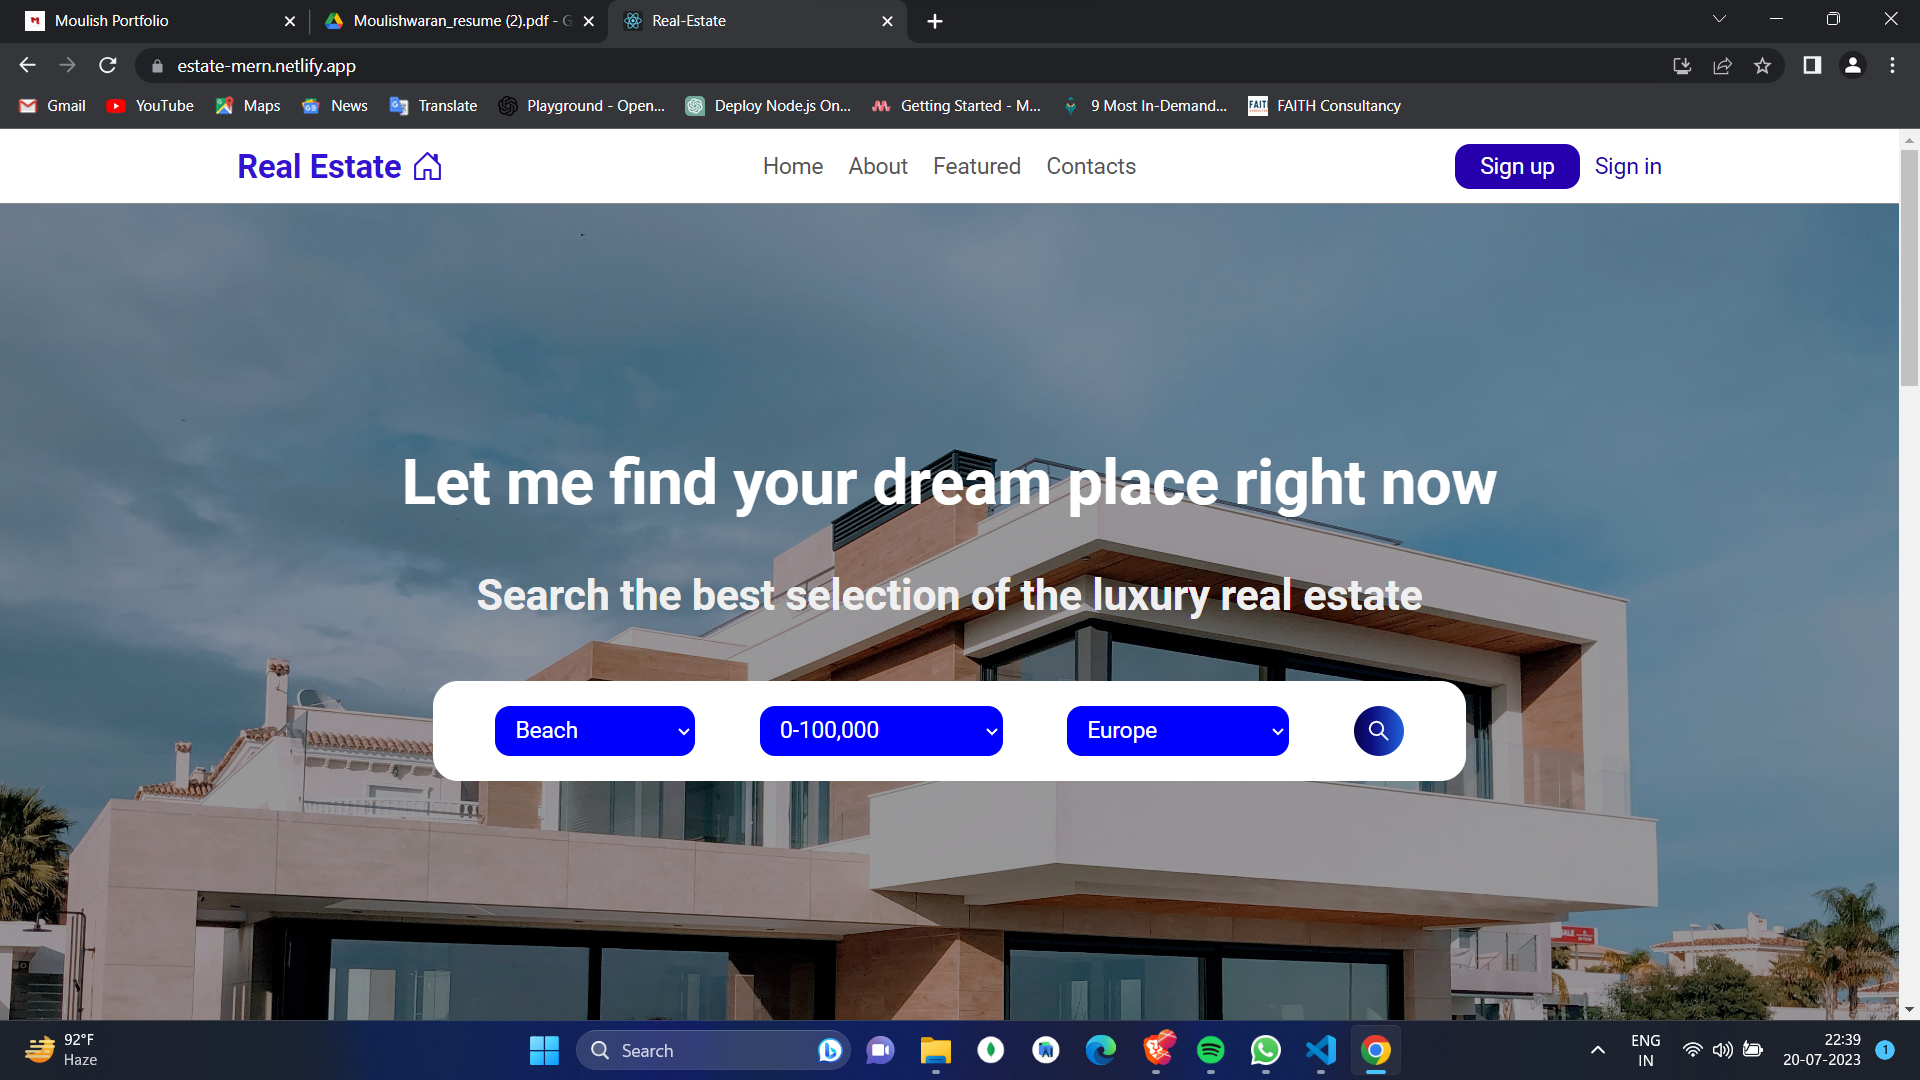 Moulish Portfolio
Moulishwaran_resume (2).pdf - G
Real-Estate
estate-mern.netlify.app
Gmail
YouTube
Maps
News
Translate
Playground - Open...
Deploy Node.js On...
Getting Started - M...
9 Most In-Demand...
FAITH Consultancy
Real Estate
Home
About
Featured
Contacts
Sign up
Sign in
Let me find your dream place right now
Search the best selection of the luxury real estate
Beach
0-100,000
Europe
92°F
Haze
Search
ENG
IN
22:39
20-07-2023
1